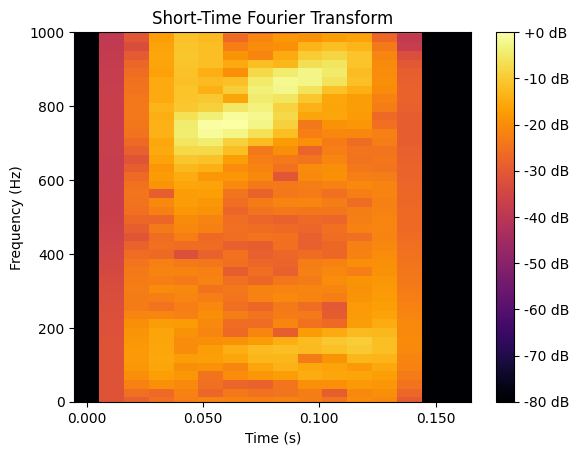 Short-Time Fourier Transform
1000
800
600
400
200
0
Frequency (Hz)
0.000
0.050
0.100
0.150
Time (s)
+0 dB
-10 dB
-20 dB
-30 dB
-40 dB
-50 dB
-60 dB
-70 dB
-80 dB